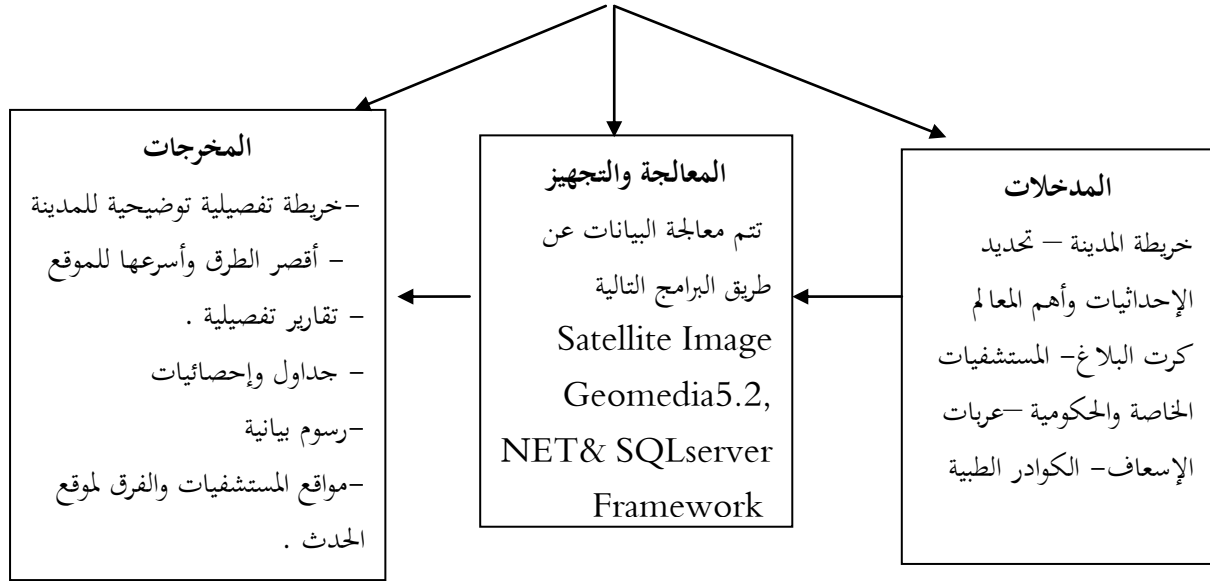 المدخلات
خريطة المدينة – تحديد
الإحداثيات وأهم المعالم
كرت البلاغ- المستشفيات
الخاصة والحكومية –عربات
الإسعاف- الكوادر الطبية
المعالجة والتجهيز
تتم معالجة البيانات عن
طريق البرامج التالية
Satellite Image
Geomedia5.2,
NET& SQLserver
Framework
المخرجات
-خريطة تفصيلية توضيحية للمدينة
- أقصر الطرق وأسرعها للموقع
- تقارير تفصيلية .
- جداول وإحصائيات
-رسوم بيانية
-مواقع المستشفيات والفرق لموقع
الحدث .